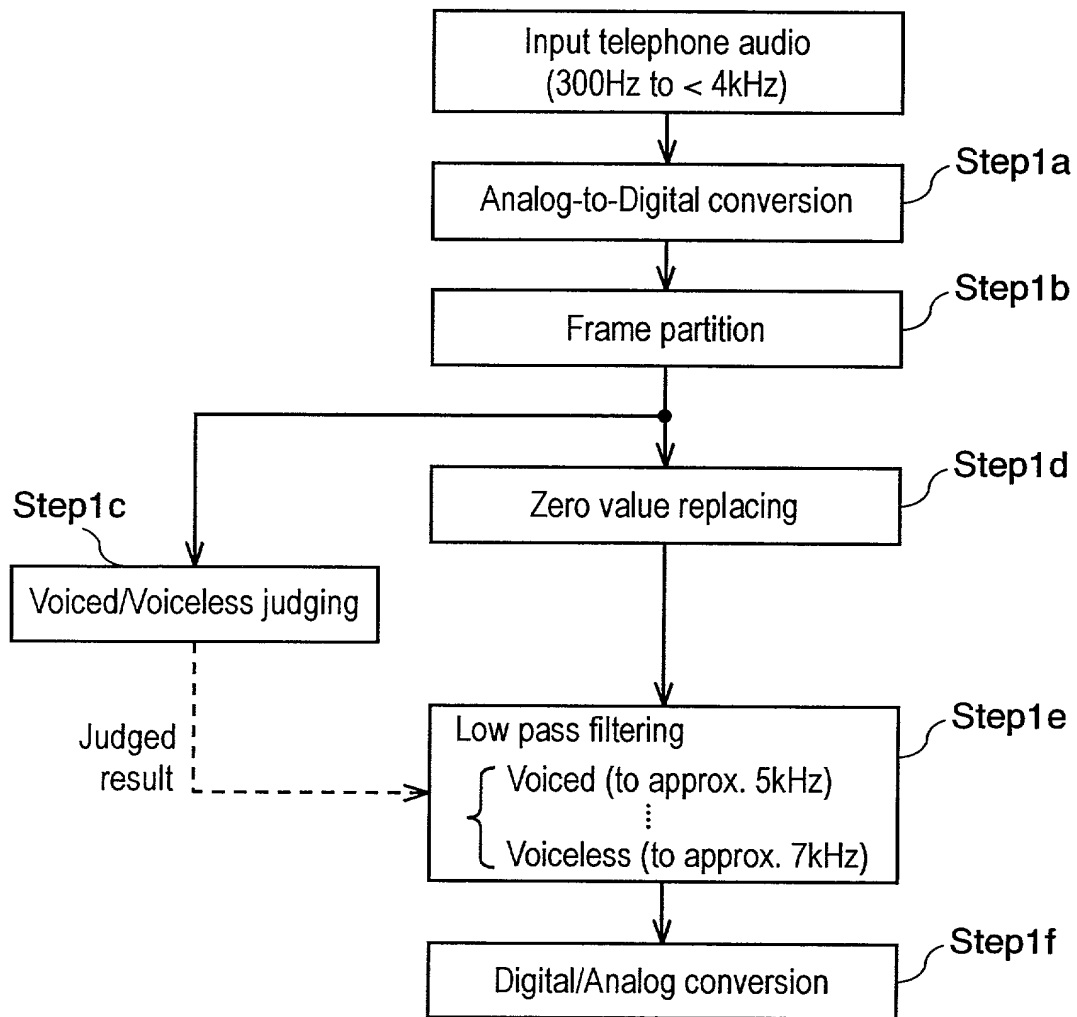 Input telephone audio
(300Hz to < 4kHz)
Step1a
Analog-to-Digital conversion
Step1b
Frame partition
Step1d
Zero value replacing
Step1c
Voiced/Voiceless judging
Judged
result
Step1e
Low pass filtering
Voiced (to approx. 5kHz)
Voiceless (to approx. 7kHz)
Step1f
Digital/Analog conversion